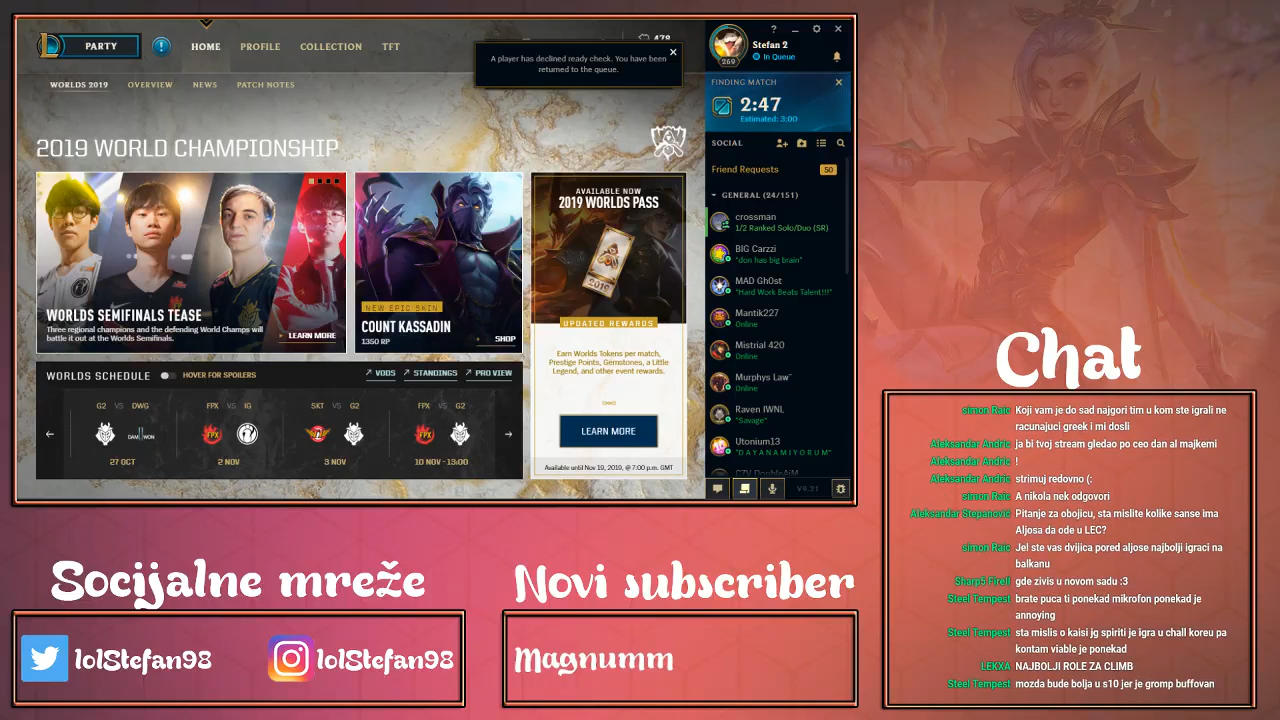 PARTY
HOME
PROFILE
COLLECTION
TFT
478
A player has declined ready check. You have been
returned to the queue.
WORLDS 2019
OVERVIEW
NEWS
PATCH NOTES
2019 WORLD CHAMPIONSHIP
WORLDS SEMIFINALS TEASE
Three regional champions and the defending World Champs will
battle it out at the Worlds Semifinals.
LEARN MORE
NEW EPIC SKIN
COUNT KASSADIN
1350 RP
SHOP
AVAILABLE NOW
2019 WORLDS PASS
2019
UPDATED REWARDS
Earn Worlds Tokens per match,
Prestige Points, Gemstones, a Little
Legend, and other event rewards.
LEARN MORE
Available until Nov 19, 2019, @ 7:00 p.m. GMT
WORLDS SCHEDULE
HOVER FOR SPOILERS
VODS
STANDINGS
PRO VIEW
G2 VS DWG
FPX VS IG
SKT VS G2
FPX VS G2
27 OCT
2 NOV
3 NOV
10 NOV - 13:00
Stefan 2
In Queue
269
FINDING MATCH
2:47
Estimated: 3:00
SOCIAL
Friend Requests
50
GENERAL (24/151)
crossman
1/2 Ranked Solo/Duo (SR)
BIG Carzzi
"don has big brain"
MAD Gh0st
"Hard Work Beats Talent!!!"
Mantik227
Online
Mistrial 420
Online
Murphys Law~
Online
Raven IWNL
"Savage"
Utonium13
"D A Y A N A M I Y O R U M"
V9.21
Chat
simon Raic Koji vam je do sad najgori tim u kom ste igrali ne
racunajuci greek i mi dosli
Aleksandar Andric ja bi tvoj stream gledao po ceo dan al majkemi
Aleksandar Andric !
Aleksandar Andric strimuj redovno (:
simon Raic A nikola nek odgovori
Aleksandar Stepanović Pitanje za obojicu, sta mislite kolike sanse ima
Aljosa da ode u LEC?
simon Raic Jel ste vas dvijica pored aljose najbolji igraci na
balkanu
Sharp5 Fire!! gde zivis u novom sadu :3
Steel Tempest brate puca ti ponekad mikrofon ponekad je
annoying
Steel Tempest sta mislis o kaisi jg spiriti je igra u chall koreu pa
kontam viable je ponekad
LEKXA NAJBOLJI ROLE ZA CLIMB
Steel Tempest mozda bude bolja u s10 jer je gromp buffovan
Socijalne mreže
lolStefan98
lolStefan98
Novi subscriber
Magnumm